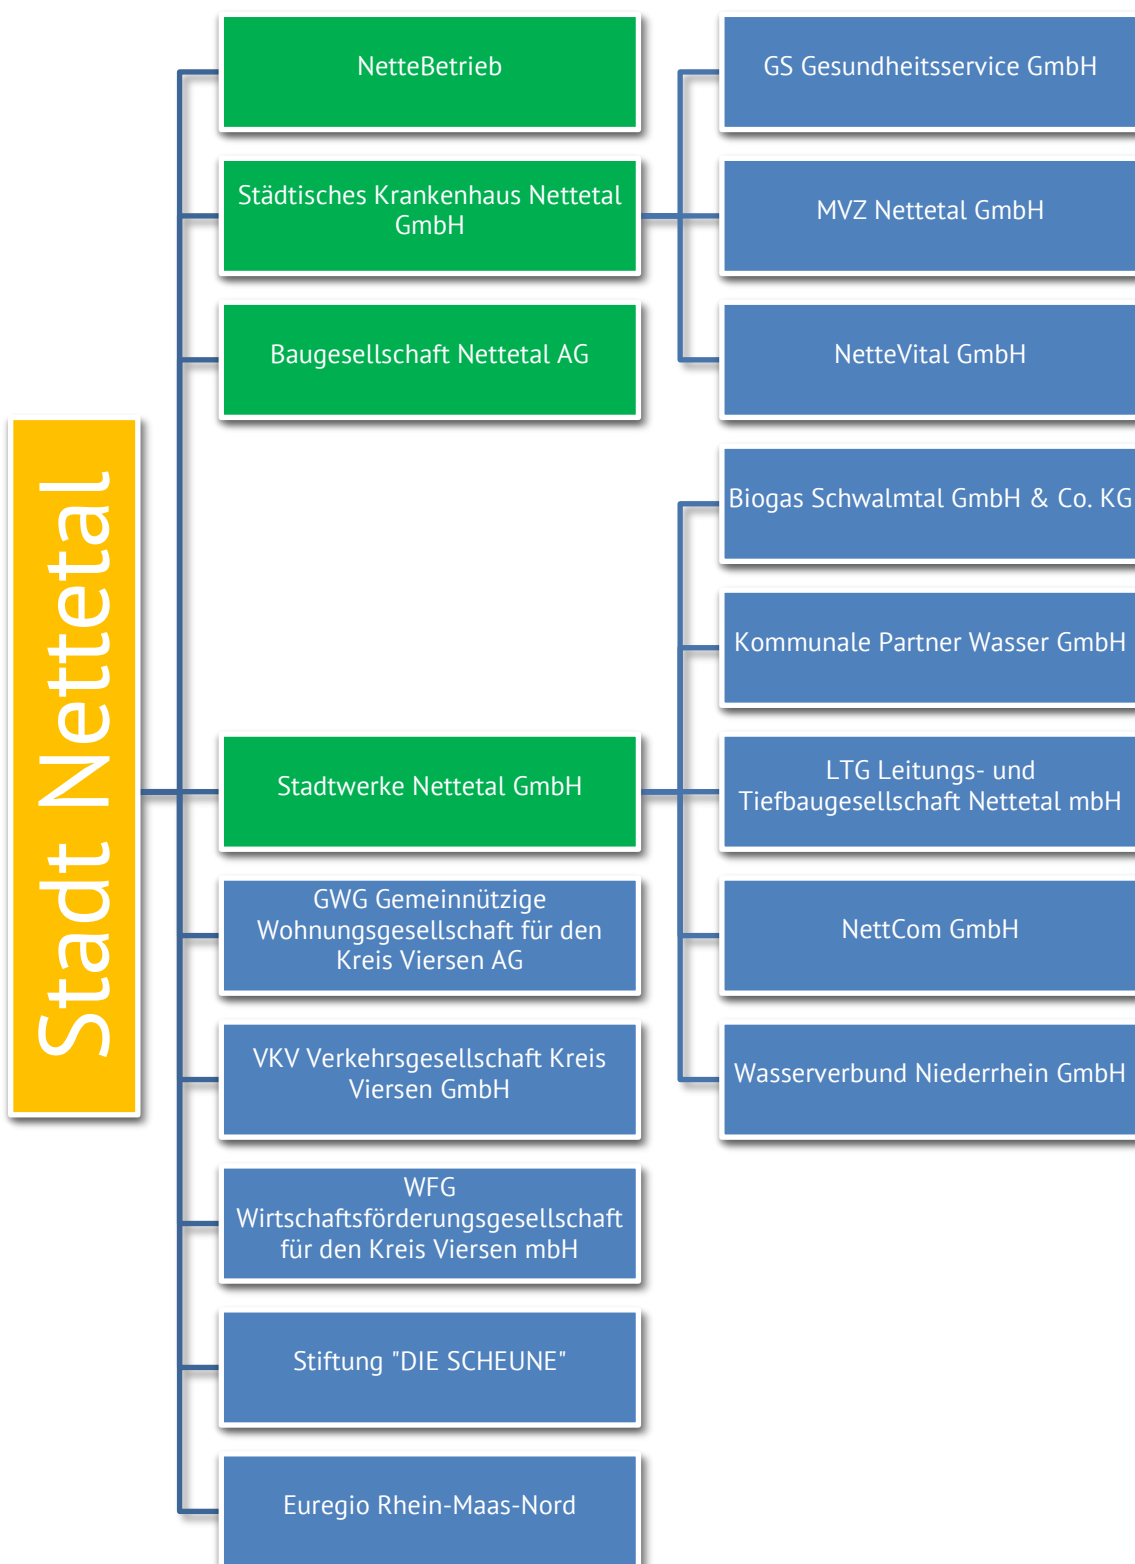 Stadt Nettetal
NetteBetrieb
Städtisches Krankenhaus Nettetal
GmbH
GS Gesundheitsservice GmbH
MVZ Nettetal GmbH
NetteVital GmbH
Baugesellschaft Nettetal AG
Stadtwerke Nettetal GmbH
Biogas Schwalmtal GmbH & Co. KG
Kommunale Partner Wasser GmbH
LTG Leitungs- und
Tiefbaugesellschaft Nettetal mbH
NettCom GmbH
Wasserverbund Niederrhein GmbH
GWG Gemeinnützige
Wohnungsgesellschaft für den
Kreis Viersen AG
VKV Verkehrsgesellschaft Kreis
Viersen GmbH
WFG
Wirtschaftsförderungsgesellschaft
für den Kreis Viersen mbH
Stiftung "DIE SCHEUNE"
Euregio Rhein-Maas-Nord